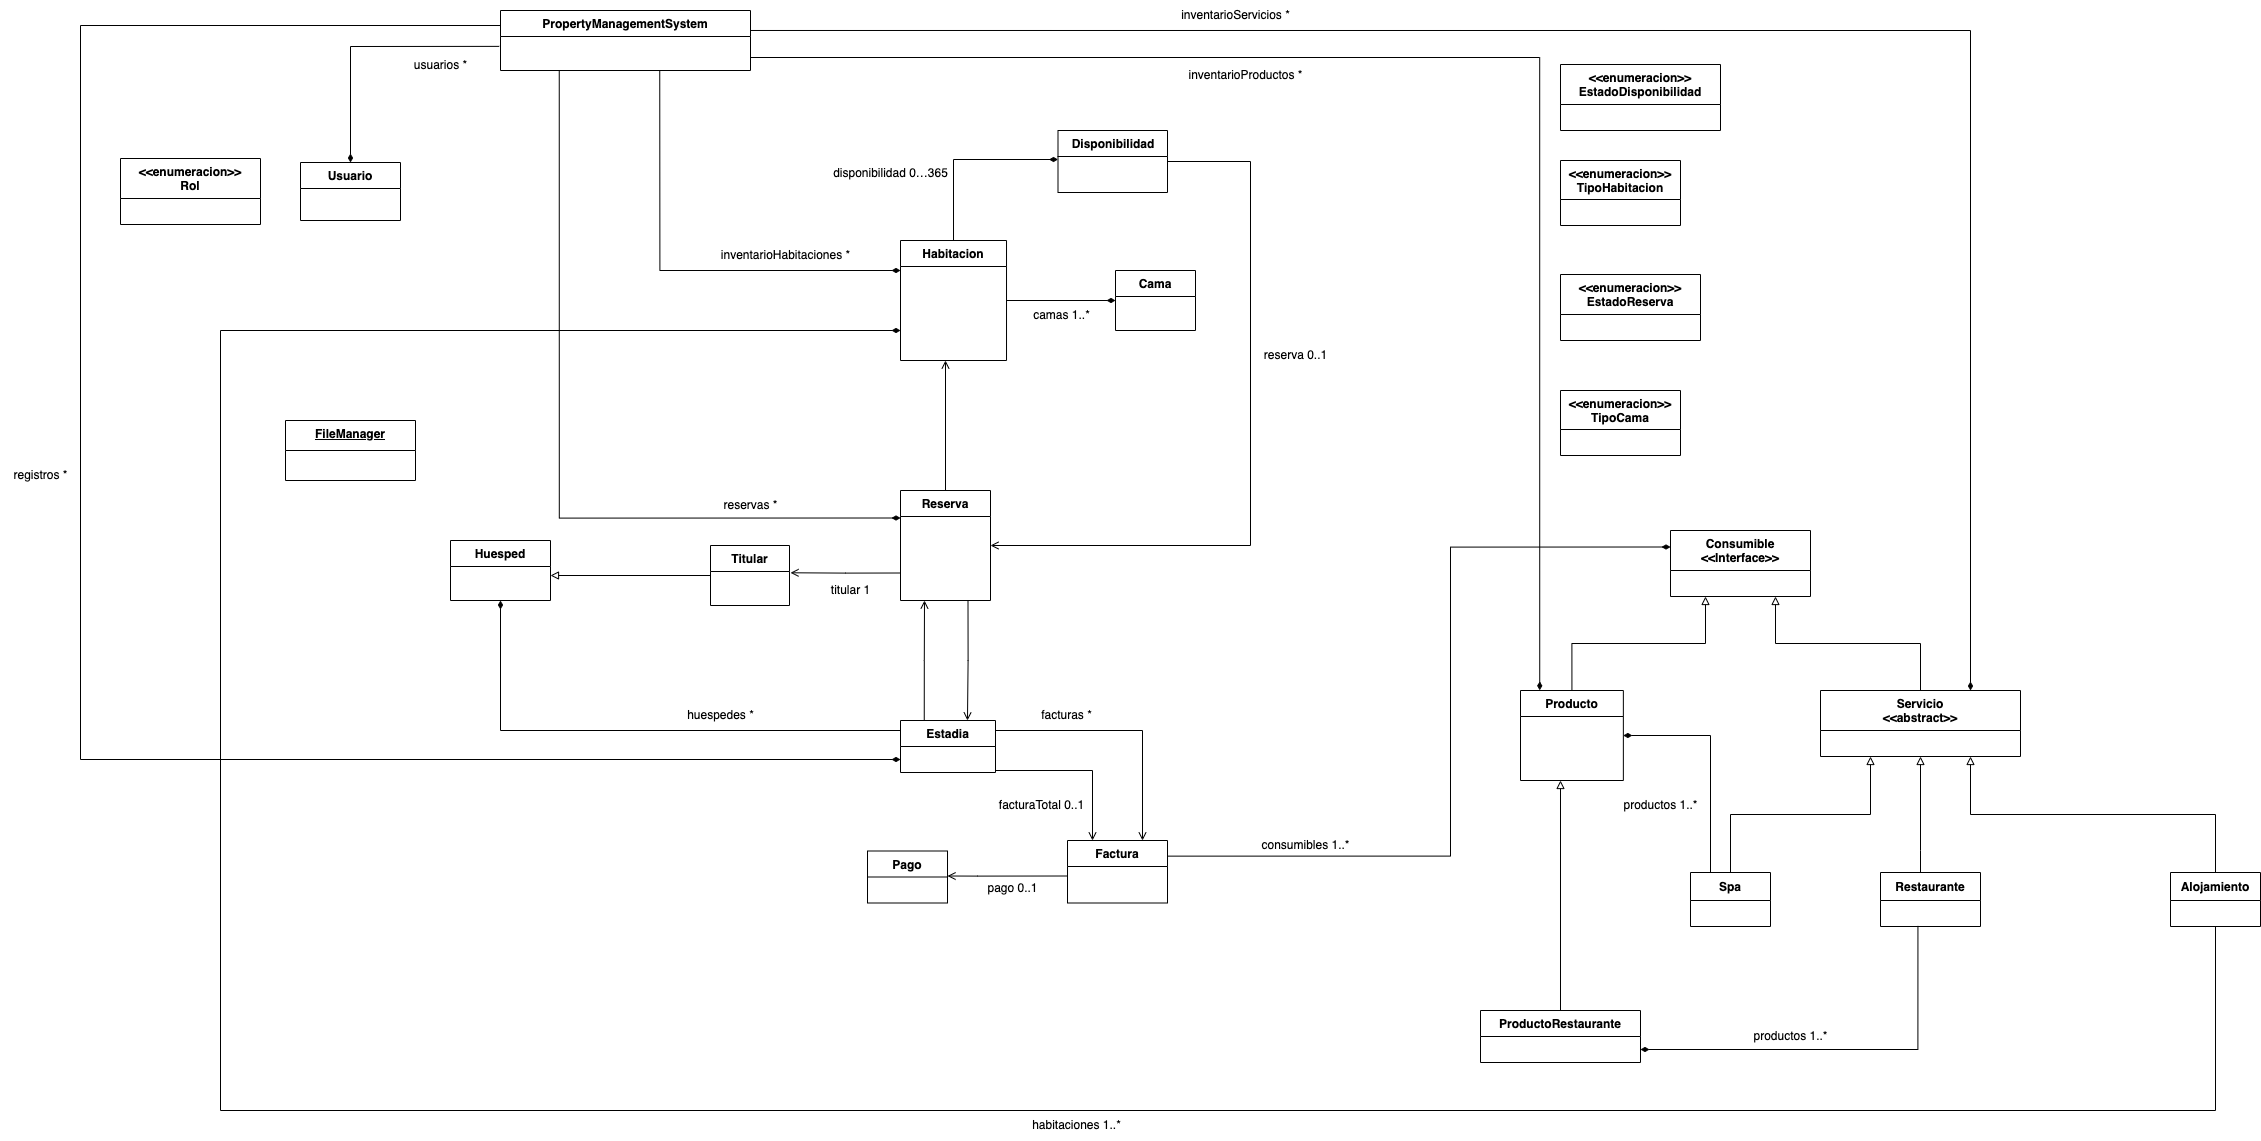 PropertyManagementSystem
inventarioServicios *
usuarios *
inventarioProductos *
<<enumeracion>>
EstadoDisponibilidad
Disponibilidad
<<enumeracion>>
Rol
Usuario
disponibilidad 0...365
<<enumeracion>>
TipoHabitacion
inventarioHabitaciones *
Habitacion
Cama
<<enumeracion>>
EstadoReserva
camas 1..*
reserva 0..1
<<enumeracion>>
TipoCama
FileManager
registros *
reservas *
Reserva
Huesped
Titular
titular 1
Consumible
<<Interface>>
huespedes *
facturas *
Estadia
Producto
Servicio
<<abstract>>
facturaTotal 0..1
productos 1..*
consumibles 1..*
Factura
Pago
pago 0..1
Spa
Restaurante
Alojamiento
ProductoRestaurante
productos 1..*
habitaciones 1..*